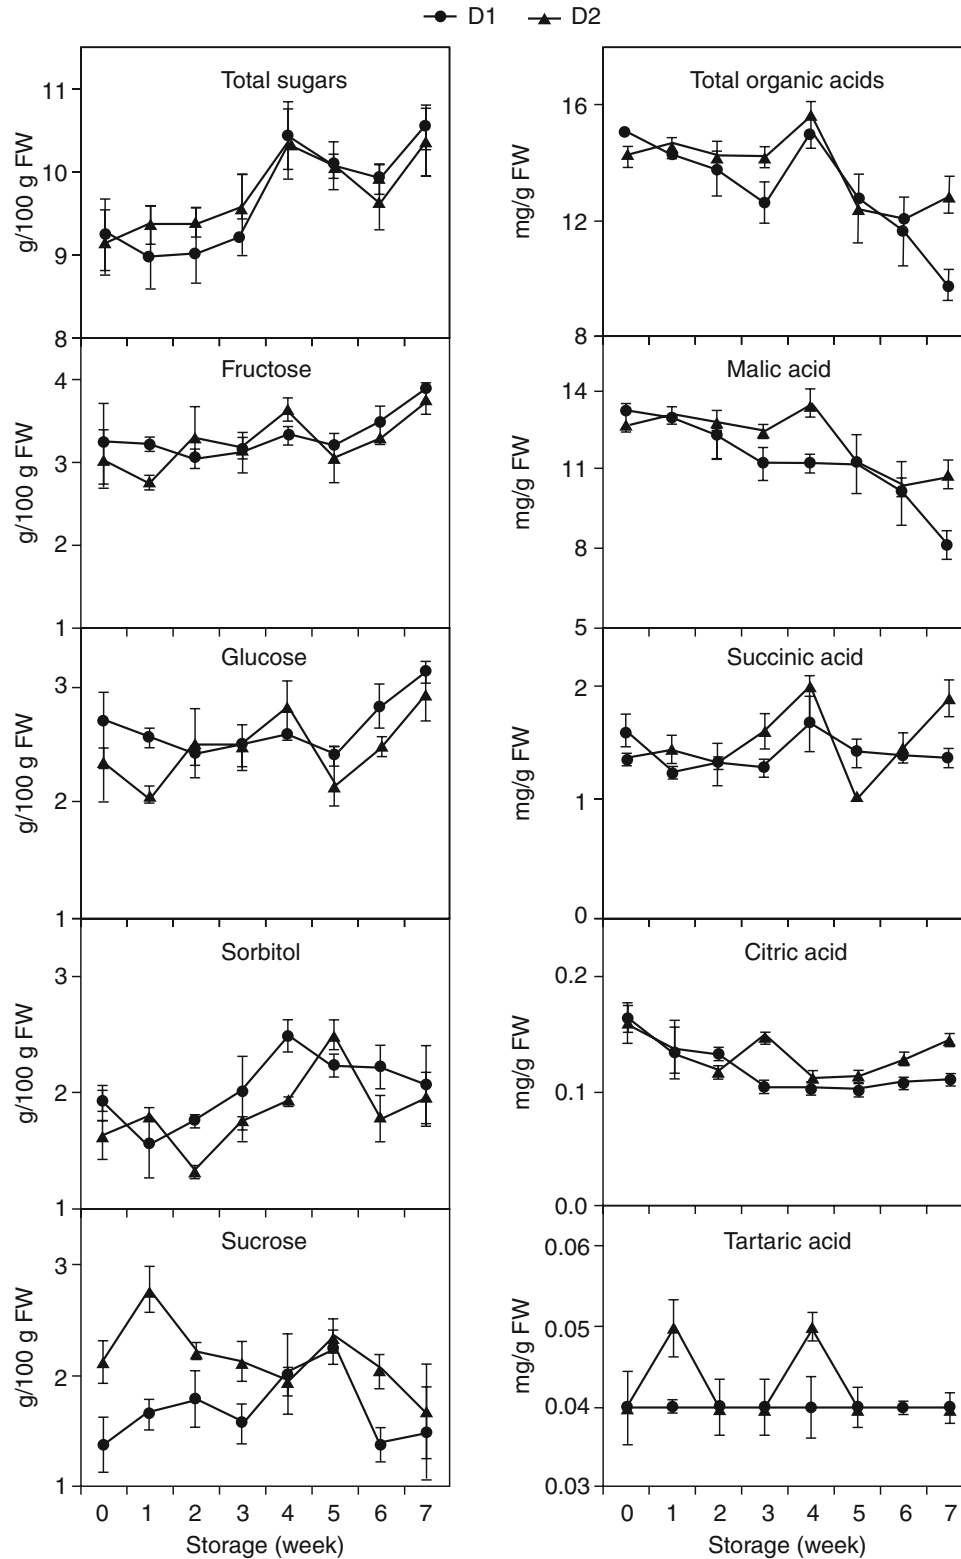 D1 D2
Total sugars
11
10
9
8
g/100 g FW
Total organic acids
16
12
8
mg/g FW
Fructose
4
3
2
1
g/100 g FW
Malic acid
14
11
8
5
mg/g FW
Glucose
3
2
1
g/100 g FW
Succinic acid
2
1
0
mg/g FW
Sorbitol
3
2
1
g/100 g FW
Citric acid
0.2
0.1
0.0
mg/g FW
Sucrose
3
2
1
g/100 g FW
0 1 2 3 4 5 6 7
Storage (week)
Tartaric acid
0.06
0.05
0.04
0.03
mg/g FW
0 1 2 3 4 5 6 7
Storage (week)